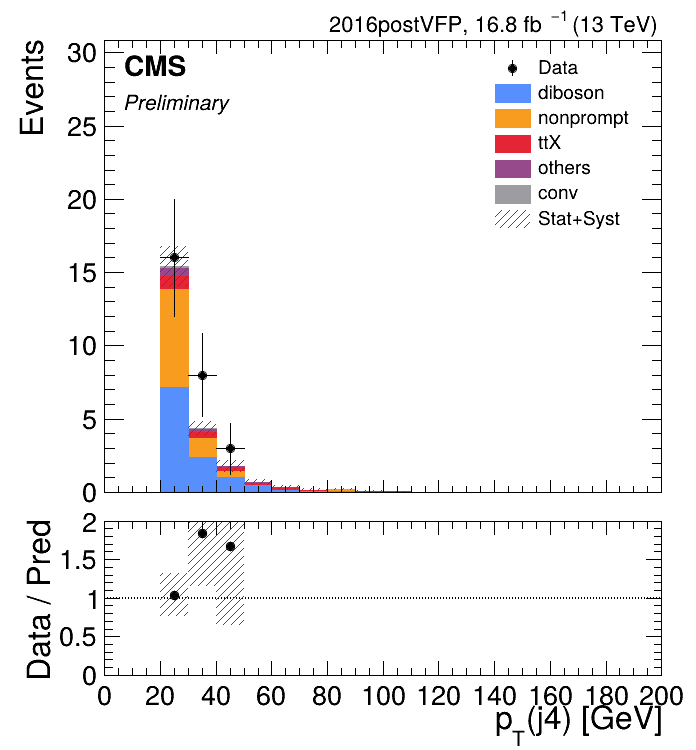 2016postVFP, 16.8 fb⁻¹ (13 TeV)
CMS
Preliminary
Events
30
25
20
15
10
5
0
Data
diboson
nonprompt
ttX
others
conv
Stat+Syst
Data / Pred
2
1.5
1
0.5
0
0 20 40 60 80 100 120 140 160 180 200
p_T(j4) [GeV]